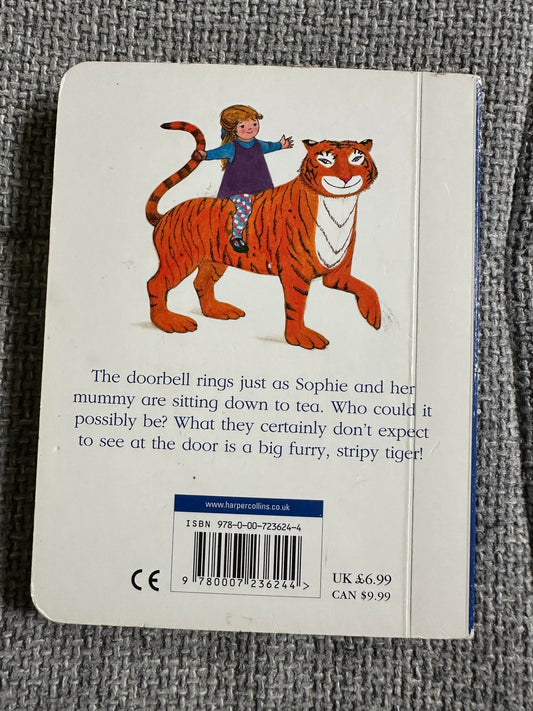 The doorbell rings just as Sophie and her
mummy are sitting down to tea. Who could it
possibly be? What they certainly don't expect
to see at the door is a big furry, stripy tiger!
www.harpercollins.co.uk
ISBN 978-0-00-723624-4
9 780007 236244 >
CE
UK £6.99
CAN $9.99